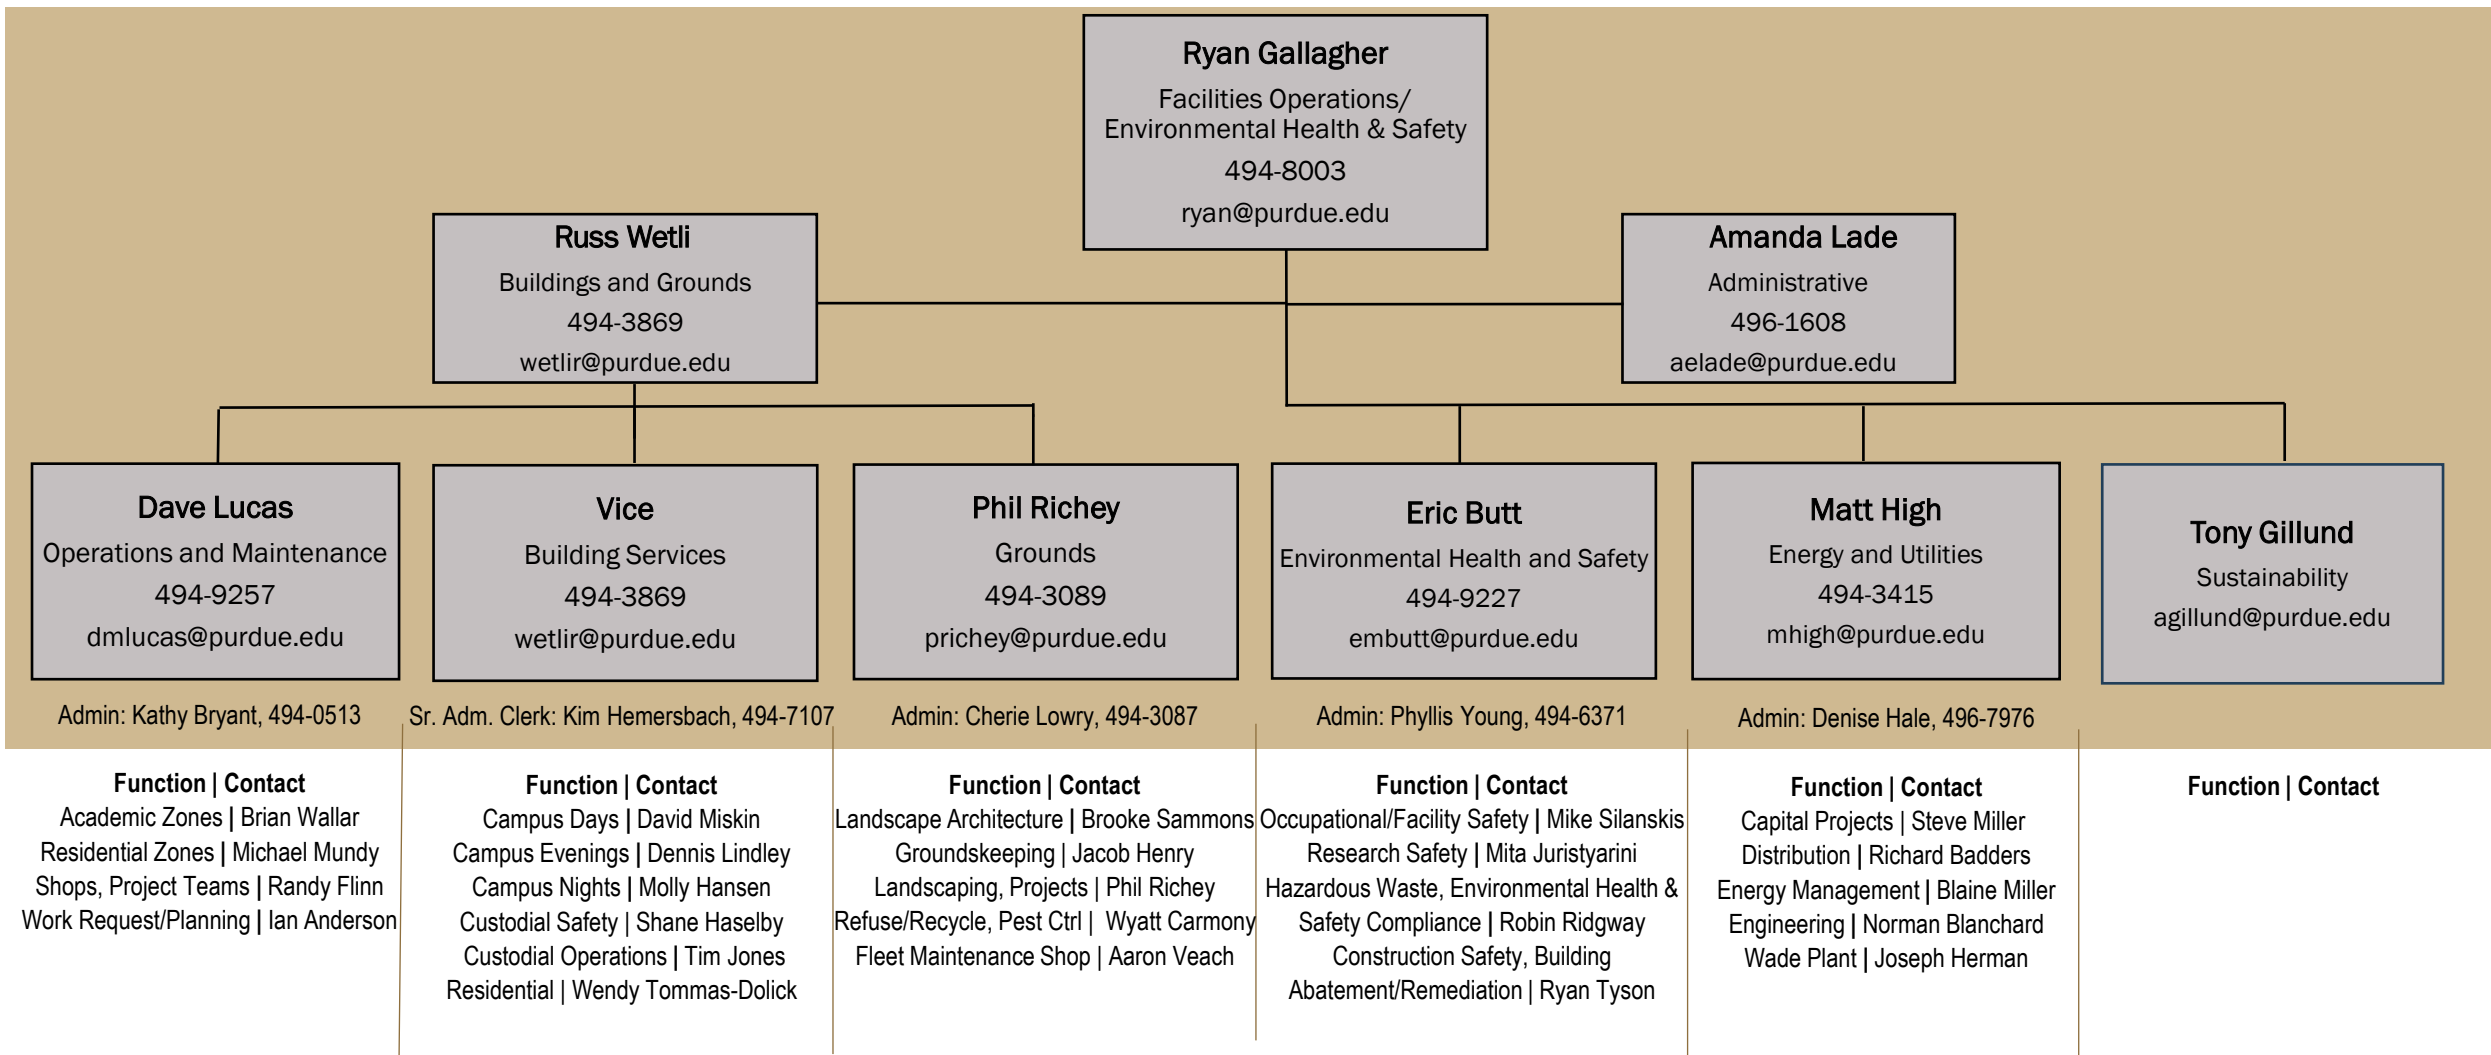 Ryan Gallagher
Facilities Operations/
Environmental Health & Safety
494-8003
ryan@purdue.edu
Russ Wetli
Buildings and Grounds
494-3869
wetlir@purdue.edu
Amanda Lade
Administrative
496-1608
aelade@purdue.edu
Dave Lucas
Operations and Maintenance
494-9257
dmlucas@purdue.edu
Admin: Kathy Bryant, 494-0513
Function | Contact
Academic Zones | Brian Wallar
Residential Zones | Michael Mundy
Shops, Project Teams | Randy Flinn
Work Request/Planning | Ian Anderson
Vice
Building Services
494-3869
wetlir@purdue.edu
Sr. Adm. Clerk: Kim Hemersbach, 494-7107
Function | Contact
Campus Days | David Miskin
Campus Evenings | Dennis Lindley
Campus Nights | Molly Hansen
Custodial Safety | Shane Haselby
Custodial Operations | Tim Jones
Residential | Wendy Tommas-Dolick
Phil Richey
Grounds
494-3089
prichey@purdue.edu
Admin: Cherie Lowry, 494-3087
Function | Contact
Landscape Architecture | Brooke Sammons
Groundskeeping | Jacob Henry
Landscaping, Projects | Phil Richey
Refuse/Recycle, Pest Ctrl | Wyatt Carmony
Fleet Maintenance Shop | Aaron Veach
Eric Butt
Environmental Health and Safety
494-9227
embutt@purdue.edu
Admin: Phyllis Young, 494-6371
Function | Contact
Occupational/Facility Safety | Mike Silanskis
Research Safety | Mita Juristyarini
Hazardous Waste, Environmental Health &
Safety Compliance | Robin Ridgway
Construction Safety, Building
Abatement/Remediation | Ryan Tyson
Matt High
Energy and Utilities
494-3415
mhigh@purdue.edu
Admin: Denise Hale, 496-7976
Function | Contact
Capital Projects | Steve Miller
Distribution | Richard Badders
Energy Management | Blaine Miller
Engineering | Norman Blanchard
Wade Plant | Joseph Herman
Tony Gillund
Sustainability
agillund@purdue.edu
Function | Contact